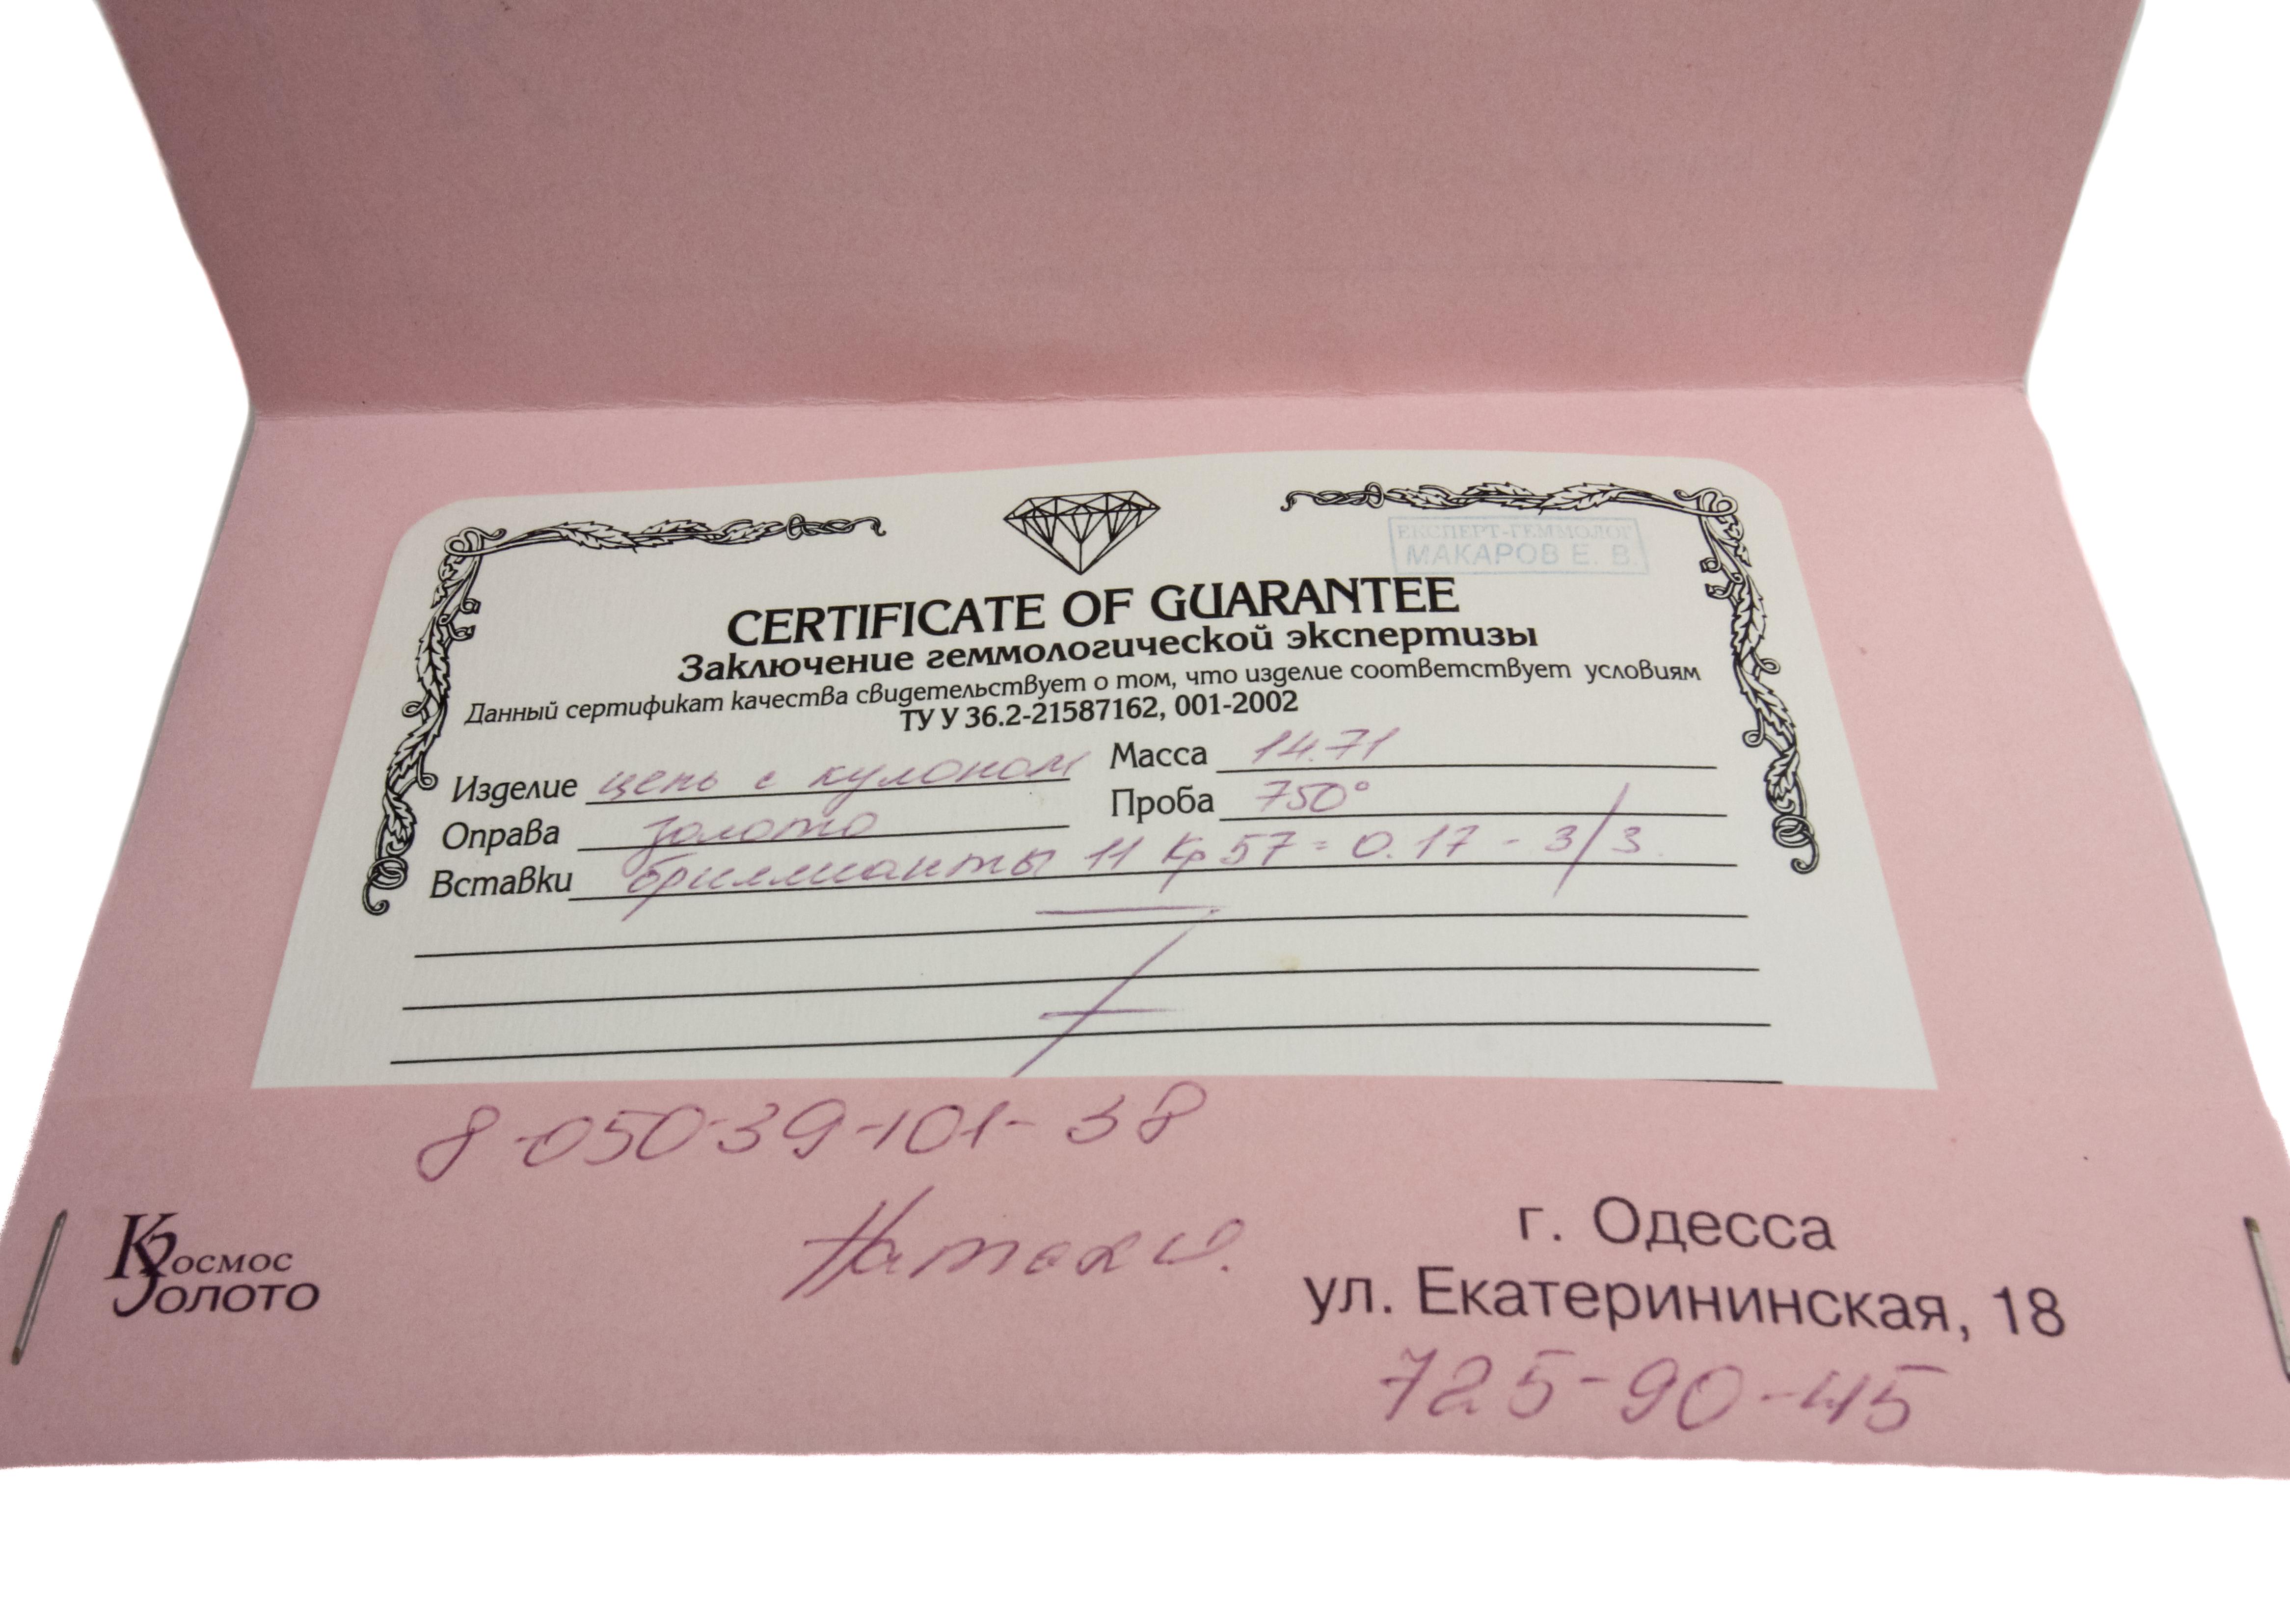 ЕКСПЕРТ-ГЕММОЛОГ
МАКАРОВ Е. В.
CERTIFICATE OF GUARANTEE
Заключение геммологической экспертизы
Данный сертификат качества свидетельствует о том, что изделие соответствует условиям
ТУ У 36.2-21587162, 001-2002
Изделие цепь с кулоном Масса 14.71
Оправа золото Проба 750°
Вставки бриллианты 11 Кр 57 = 0.17 - 3/3
8-050-39-101-38
Космос
Золото
г. Одесса
ул. Екатерининская, 18
725-90-45